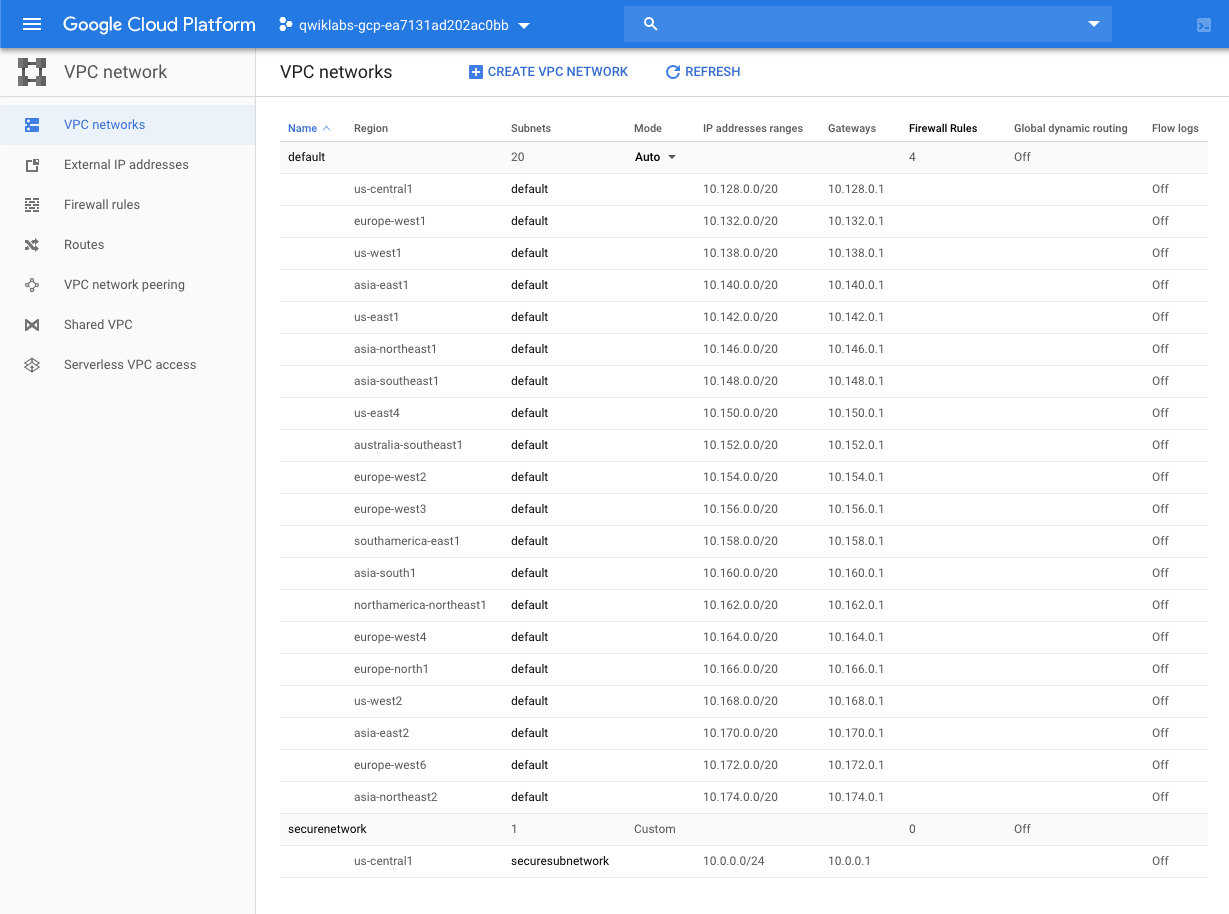 Google Cloud Platform qwiklabs-gcp-ea7131ad202ac0bb
VPC network
VPC networks
External IP addresses
Firewall rules
Routes
VPC network peering
Shared VPC
Serverless VPC access
VPC networks CREATE VPC NETWORK REFRESH
Name Region Subnets Mode IP addresses ranges Gateways Firewall Rules Global dynamic routing Flow logs
default 20 Auto 4 Off
us-central1 default 10.128.0.0/20 10.128.0.1 Off
europe-west1 default 10.132.0.0/20 10.132.0.1 Off
us-west1 default 10.138.0.0/20 10.138.0.1 Off
asia-east1 default 10.140.0.0/20 10.140.0.1 Off
us-east1 default 10.142.0.0/20 10.142.0.1 Off
asia-northeast1 default 10.146.0.0/20 10.146.0.1 Off
asia-southeast1 default 10.148.0.0/20 10.148.0.1 Off
us-east4 default 10.150.0.0/20 10.150.0.1 Off
australia-southeast1 default 10.152.0.0/20 10.152.0.1 Off
europe-west2 default 10.154.0.0/20 10.154.0.1 Off
europe-west3 default 10.156.0.0/20 10.156.0.1 Off
southamerica-east1 default 10.158.0.0/20 10.158.0.1 Off
asia-south1 default 10.160.0.0/20 10.160.0.1 Off
northamerica-northeast1 default 10.162.0.0/20 10.162.0.1 Off
europe-west4 default 10.164.0.0/20 10.164.0.1 Off
europe-north1 default 10.166.0.0/20 10.166.0.1 Off
us-west2 default 10.168.0.0/20 10.168.0.1 Off
asia-east2 default 10.170.0.0/20 10.170.0.1 Off
europe-west6 default 10.172.0.0/20 10.172.0.1 Off
asia-northeast2 default 10.174.0.0/20 10.174.0.1 Off
securenetwork 1 Custom 0 Off
us-central1 securesubnetwork 10.0.0.0/24 10.0.0.1 Off